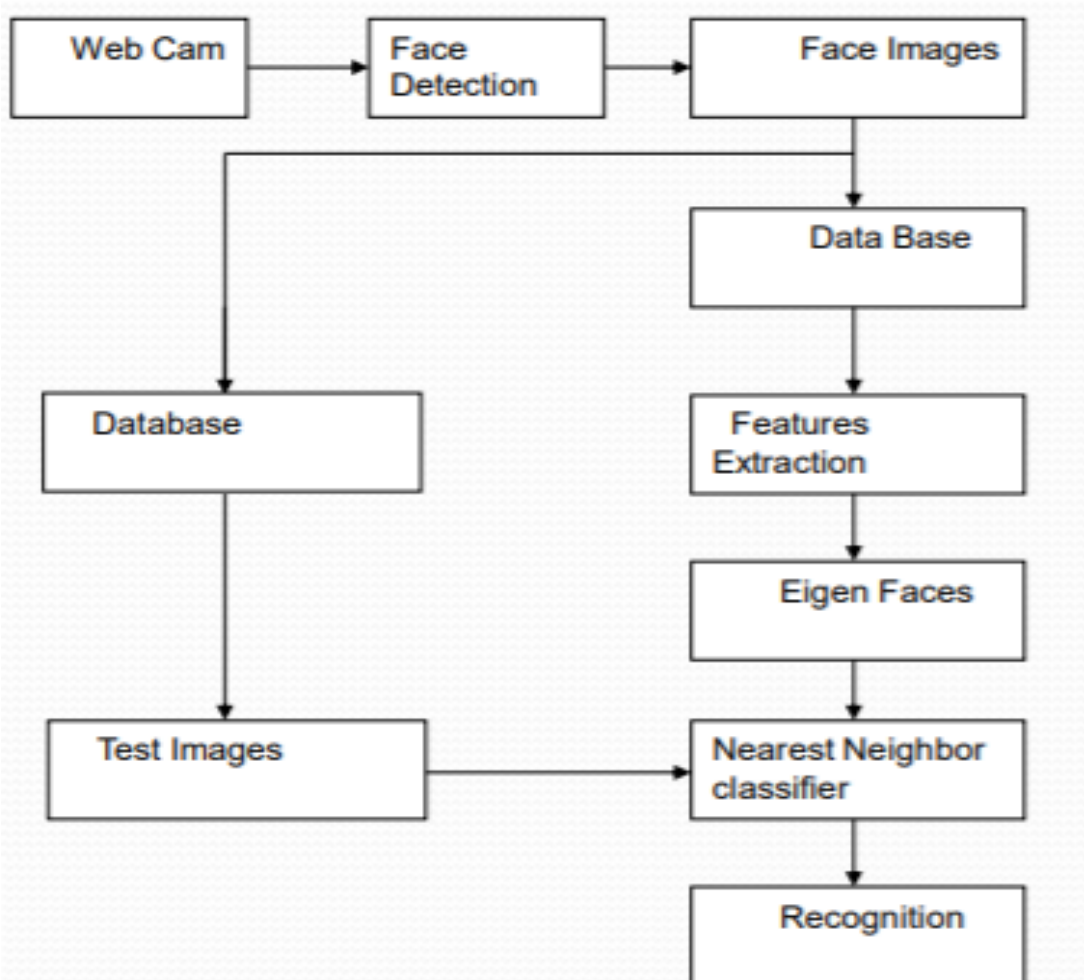 Web Cam
Face
Detection
Face Images
Data Base
Database
Features
Extraction
Eigen Faces
Test Images
Nearest Neighbor
classifier
Recognition